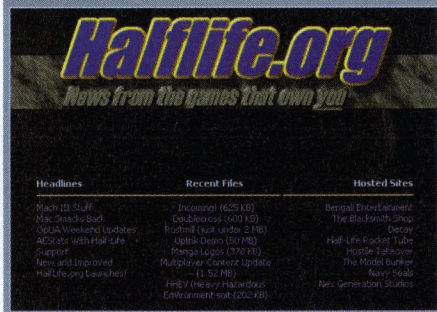 Halflife.org
News from the games that own you
Headlines
Mach III Stuff
Mac Smacks Back
GpUA Weekend Updates
AEStats With Half-Life
Support
New and Improved
HalfLife.org Launches!
Recent Files
Incoming! (625 KB)
Doublecross (600 KB)
Rustmill (just under 2 MB)
Uplink Demo (50 MB)
Manga Logos (378 KB)
Multiplayer Content Update
(1.52 MB)
HHEV (Heavy Hazardous
Environment suit (202 KB)
Hosted Sites
Bengali Entertainment
The Blacksmith Shop
Decay
Half-Life Rocket Tube
Hostile Takeover
The Model Bunker
Navy Seals
Nex Generation Studios